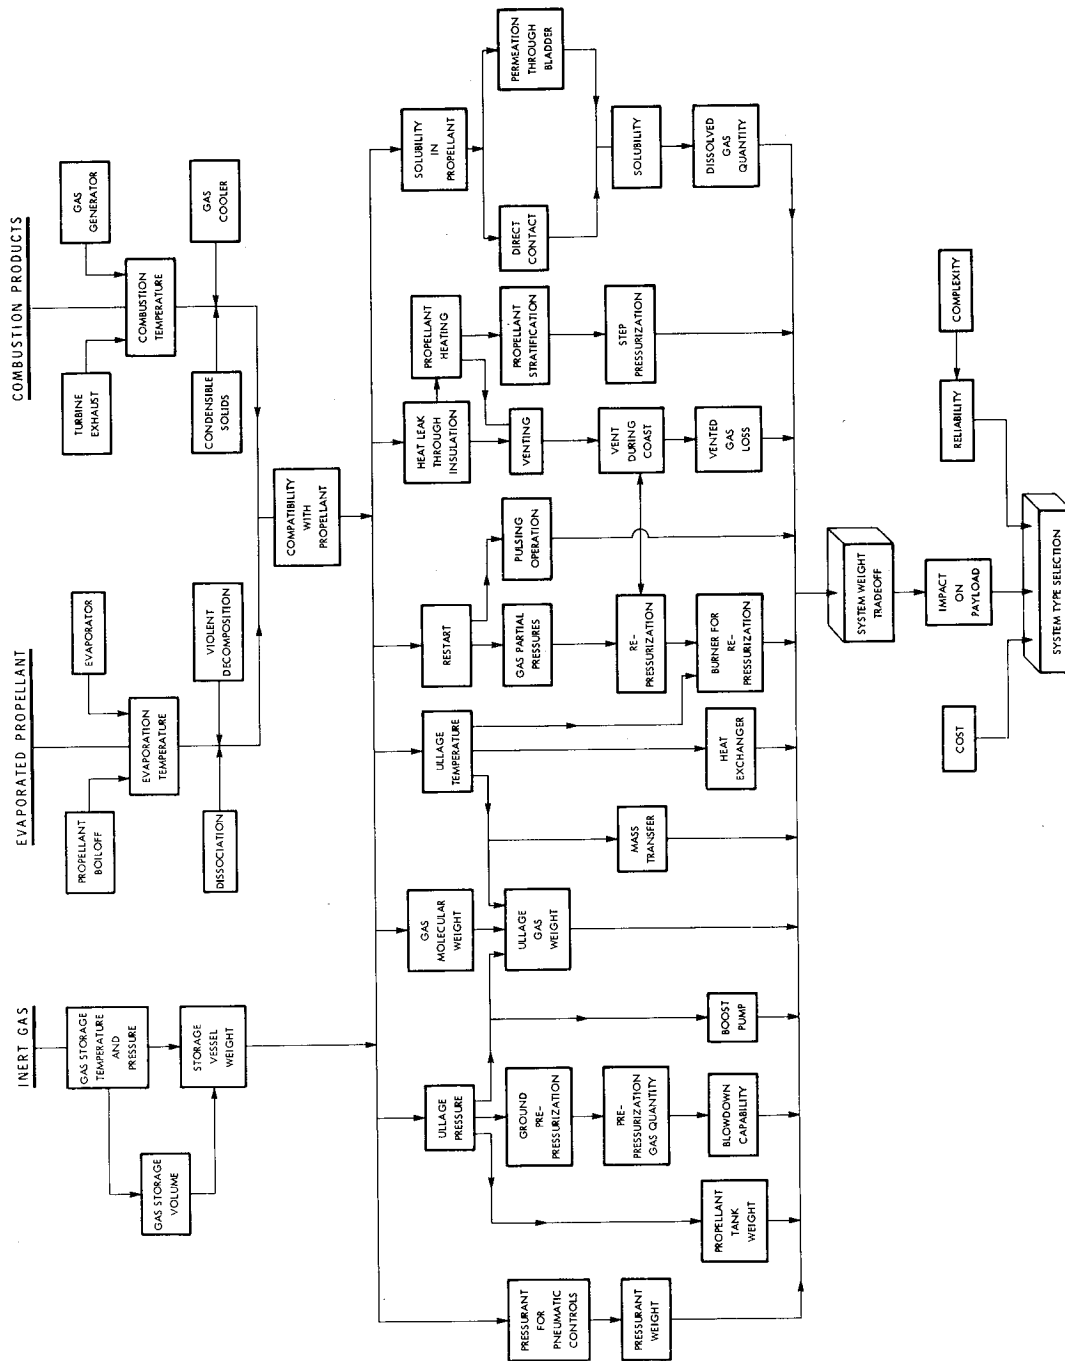 INERT GAS
EVAPORATED PROPELLANT
COMBUSTION PRODUCTS
GAS STORAGE
TEMPERATURE
AND
PRESSURE
GAS STORAGE
VOLUME
STORAGE
VESSEL
WEIGHT
PROPELLANT
BOILOFF
EVAPORATOR
EVAPORATION
TEMPERATURE
DISSOCIATION
VIOLENT
DECOMPOSITION
TURBINE
EXHAUST
GAS
GENERATOR
COMBUSTION
TEMPERATURE
CONDENSIBLE
SOLIDS
GAS
COOLER
COMPATIBILITY
WITH
PROPELLANT
ULLAGE
PRESSURE
GAS
MOLECULAR
WEIGHT
ULLAGE
TEMPERATURE
RESTART
HEAT LEAK
THROUGH
INSULATION
PROPELLANT
HEATING
SOLUBILITY
IN
PROPELLANT
PRESSURANT
FOR
PNEUMATIC
CONTROLS
GROUND
PRE-
PRESSURIZATION
ULLAGE
GAS
WEIGHT
GAS PARTIAL
PRESSURES
PULSING
OPERATION
VENTING
PROPELLANT
STRATIFICATION
DIRECT
CONTACT
PERMEATION
THROUGH
BLADDER
PRESSURANT
WEIGHT
PRE-
PRESSURIZATION
GAS QUANTITY
MASS
TRANSFER
RE-
PRESSURIZATION
VENT
DURING
COAST
STEP
PRESSURIZATION
SOLUBILITY
PROPELLANT
TANK
WEIGHT
BLOWDOWN
CAPABILITY
BOOST
PUMP
HEAT
EXCHANGER
BURNER FOR
RE-
PRESSURIZATION
VENTED
GAS
LOSS
DISSOLVED
GAS
QUANTITY
SYSTEM WEIGHT
TRADEOFF
COST
IMPACT
ON
PAYLOAD
RELIABILITY
COMPLEXITY
SYSTEM TYPE SELECTION